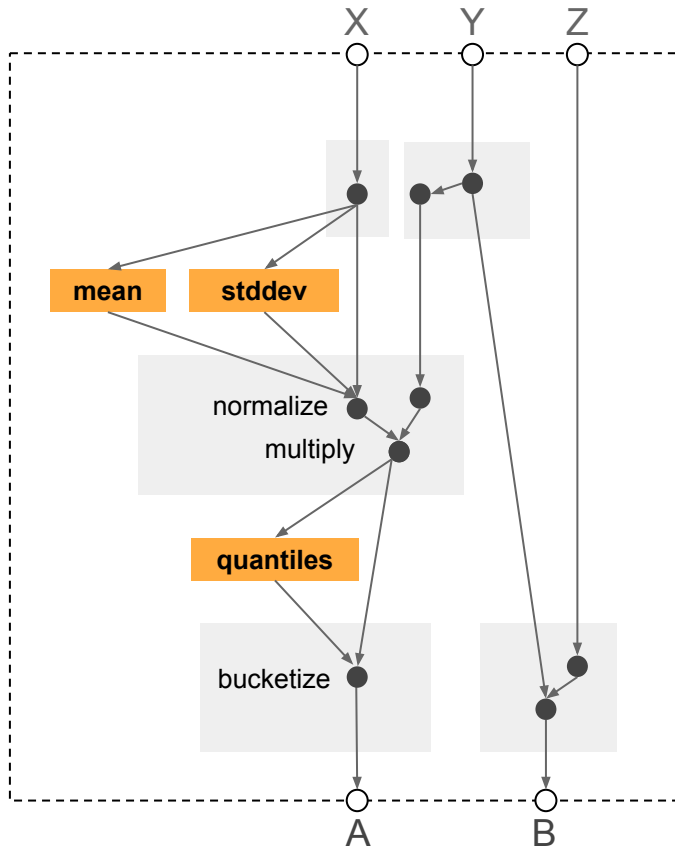 X Y Z
mean stddev
normalize
multiply
quantiles
bucketize
A B